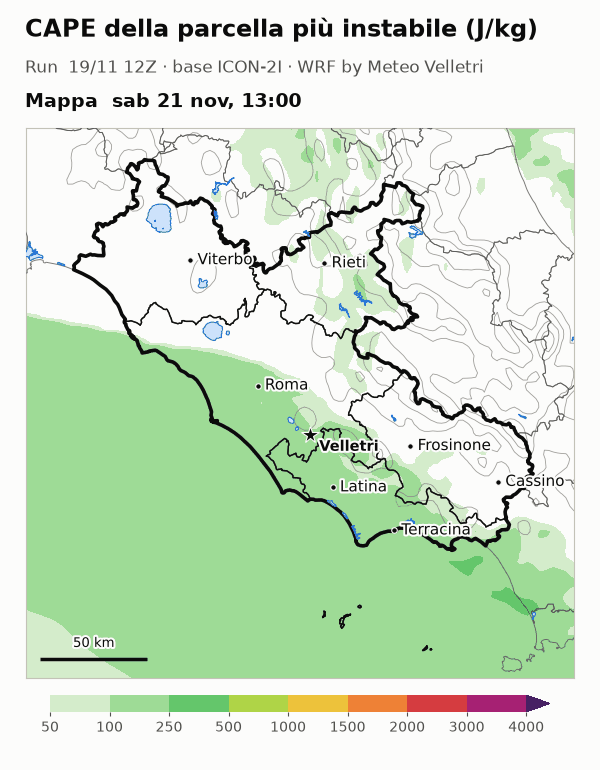 CAPE della parcella più instabile (J/kg)
Run  19/11 12Z · base ICON-2I · WRF by Meteo Velletri
Mappa  sab 21 nov, 13:00
Viterbo
Rieti
Roma
Velletri
Frosinone
Latina
Cassino
Terracina
50 km
50 100 250 500 1000 1500 2000 3000 4000